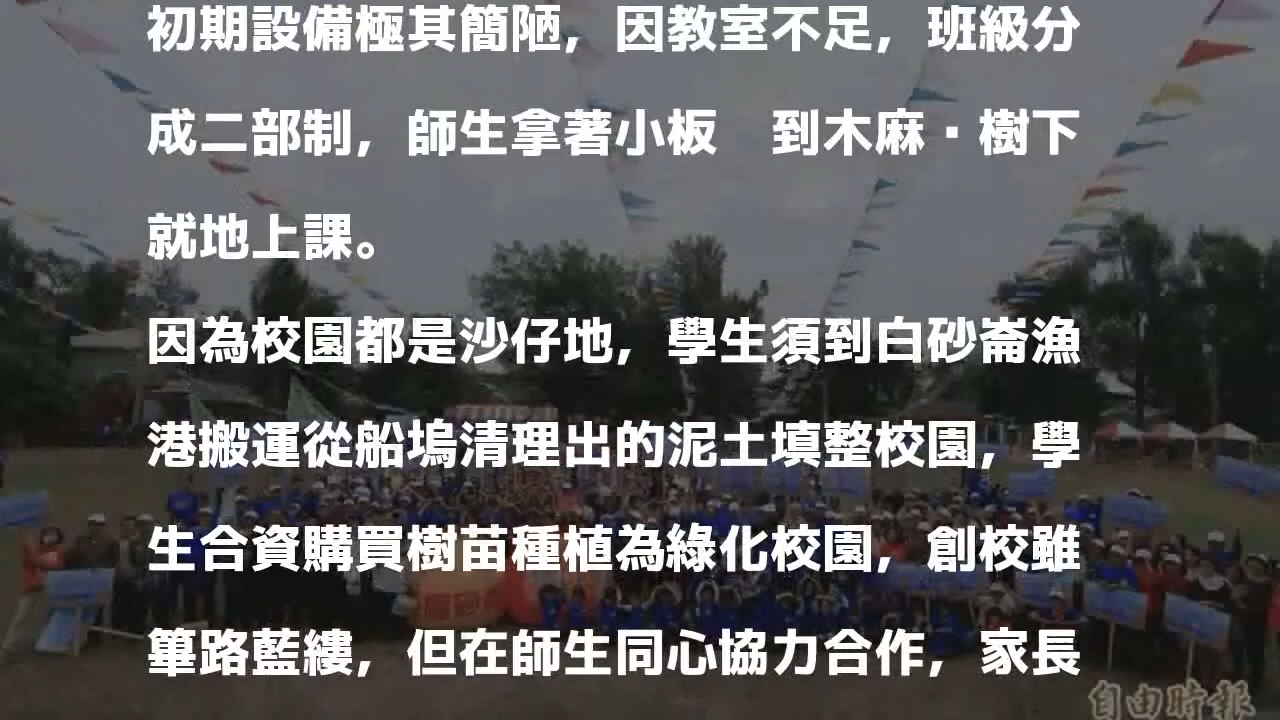 初期設備極其簡陋，因教室不足，班級分
成二部制，師生拿著小板　到木麻▪樹下
就地上課。
因為校園都是沙仔地，學生須到白砂崙漁
港搬運從船塢清理出的泥土填整校園，學
生合資購買樹苗種植為綠化校園，創校雖
篳路藍縷，但在師生同心協力合作，家長
自由時報